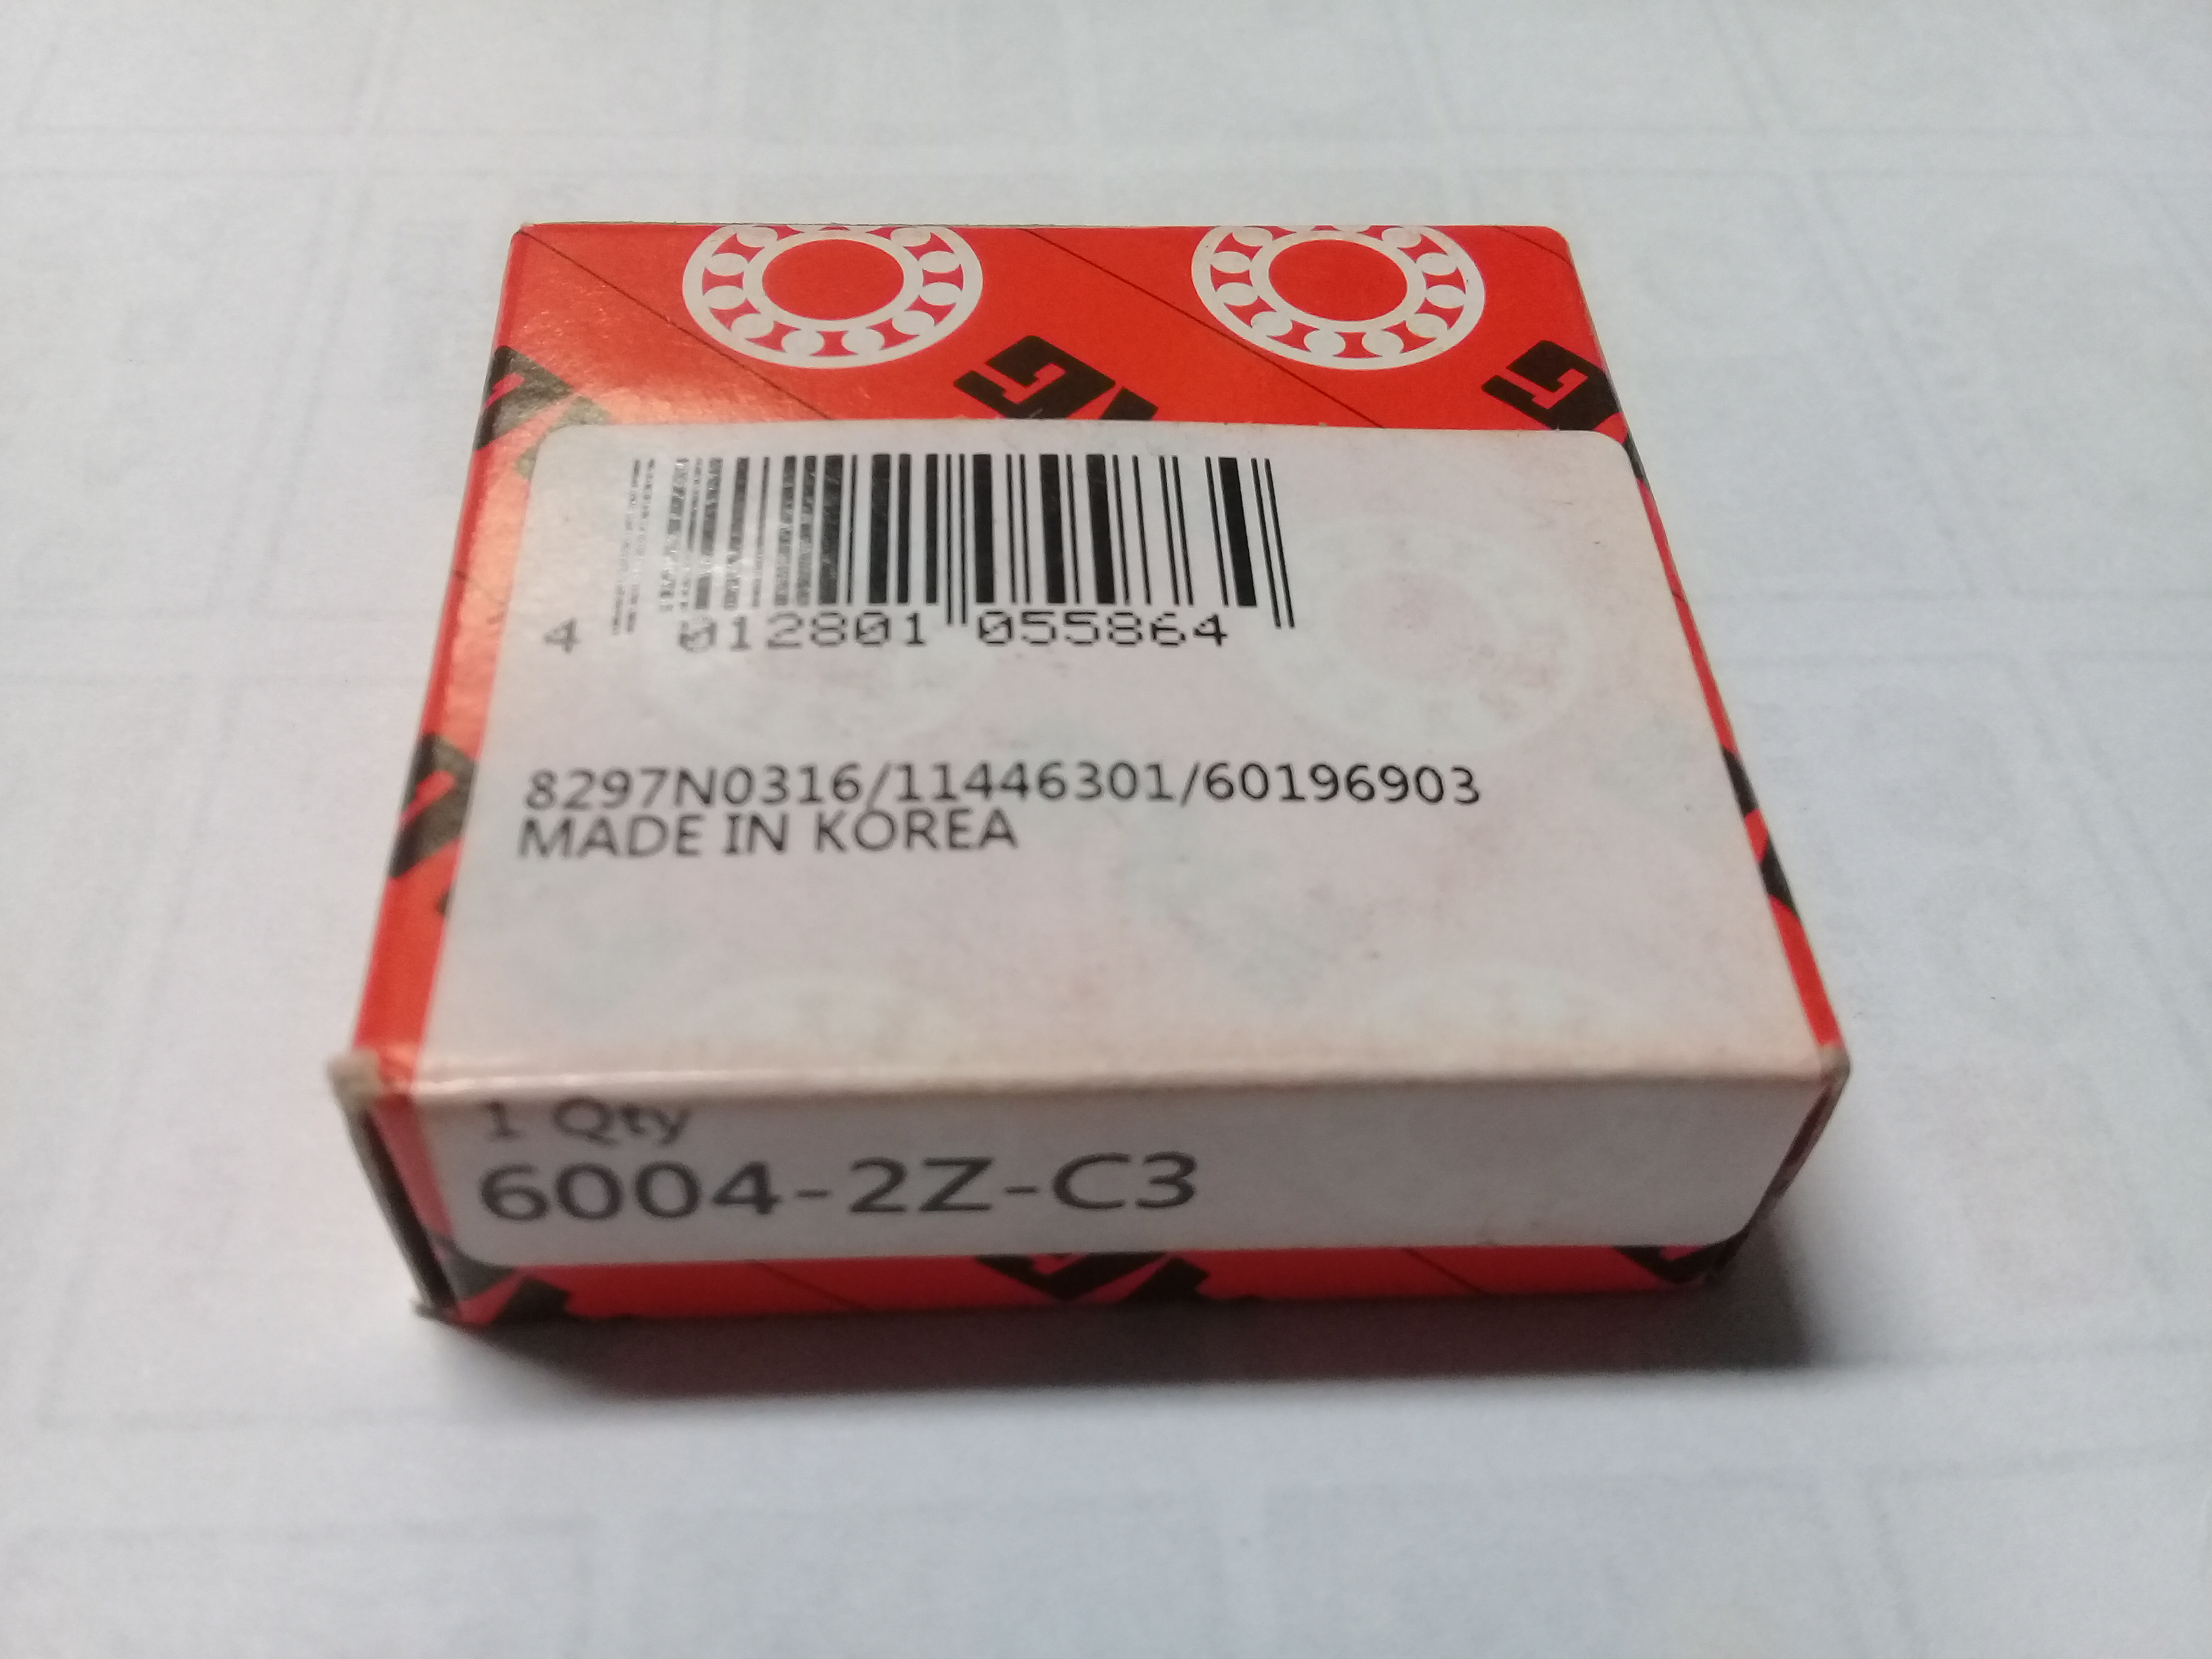 4 012801 055864
8297N0316/11446301/60196903
MADE IN KOREA
1 Qty
6004-2Z-C3